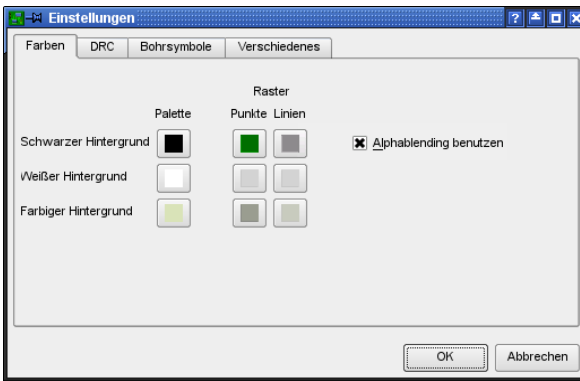 Einstellungen
Farben DRC Bohrsymbole Verschiedenes
Raster
Palette Punkte Linien
Schwarzer Hintergrund Alphablending benutzen
Weißer Hintergrund
Farbiger Hintergrund
OK Abbrechen